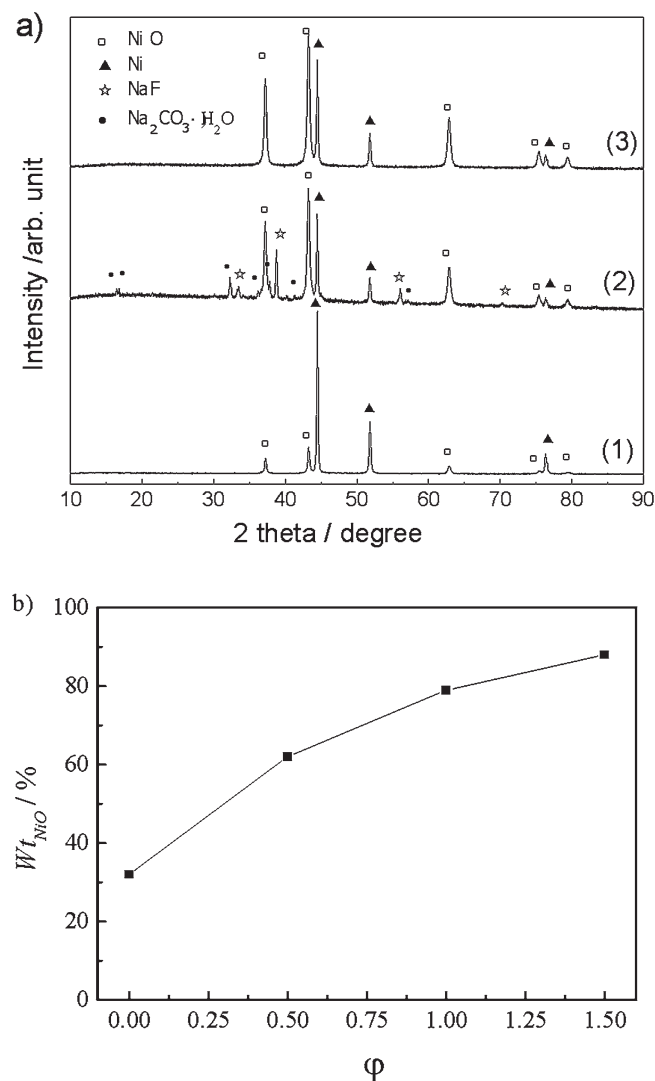 a)
Ni O
Ni
NaF
Na2CO3· H2O
Intensity /arb. unit
(3)
(2)
(1)
10 20 30 40 50 60 70 80 90
2 theta / degree
b)
100
80
60
40
20
0
Wt_NiO / %
0.00 0.25 0.50 0.75 1.00 1.25 1.50
φ